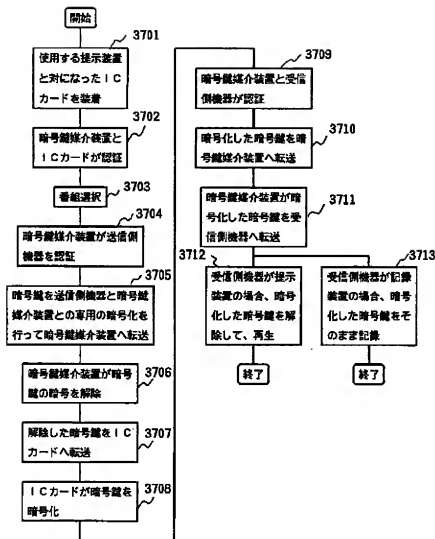 開始
3701
使用する提示装置
と対になったIC
カードを装着
3702
暗号鍵媒介装置と
ICカードが認証
3703
番組選択
3704
暗号鍵媒介装置が送信側
機器を認証
3705
暗号鍵を送信側機器と暗号鍵
媒介装置との専用の暗号化を
行って暗号鍵媒介装置へ転送
3706
暗号鍵媒介装置が暗号
鍵の暗号を解除
3707
解除した暗号鍵をIC
カードへ転送
3708
ICカードが暗号鍵を
暗号化
3709
暗号鍵媒介装置と受信
側機器が認証
3710
暗号化した暗号鍵を暗
号鍵媒介装置へ転送
3711
暗号鍵媒介装置が暗
号化した暗号鍵を受
信側機器へ転送
3712
受信側機器が提示
装置の場合、暗号
化した暗号鍵を解
除して、再生
終了
3713
受信側機器が記録
装置の場合、暗号
化した暗号鍵をそ
のまま記録
終了